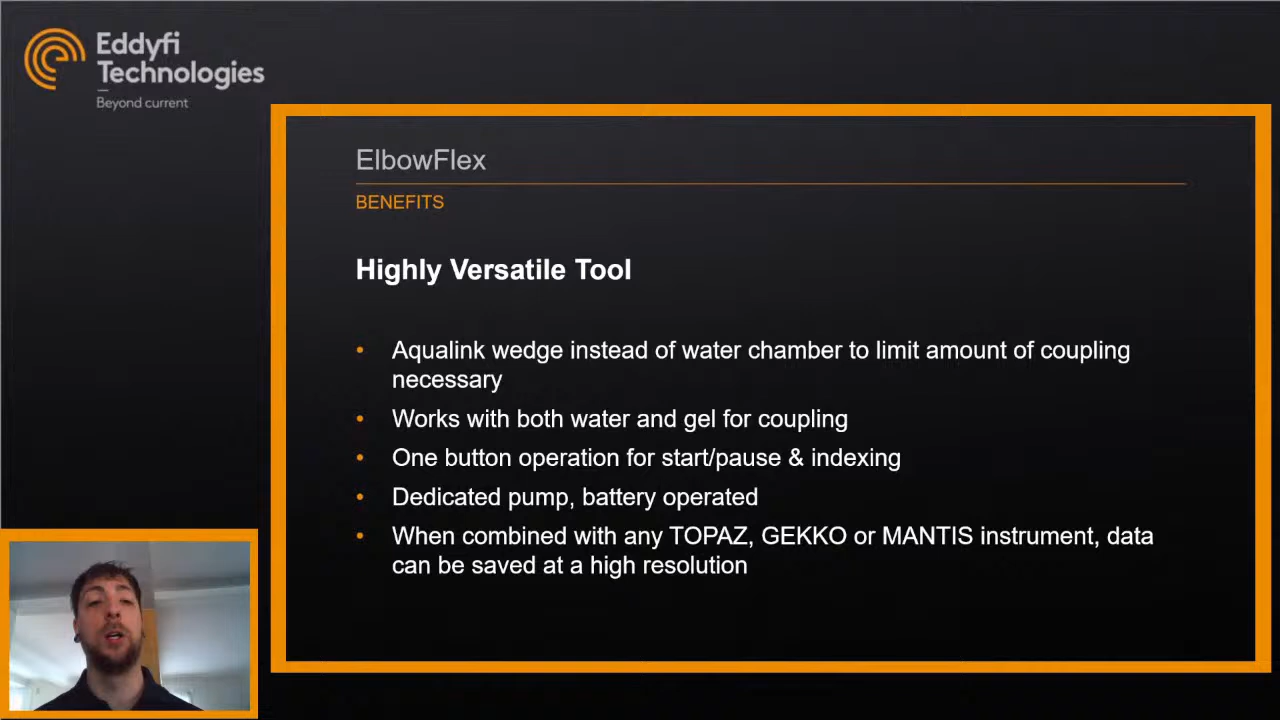 Eddyfi
Technologies
Beyond current
ElbowFlex
BENEFITS
Highly Versatile Tool
• Aqualink wedge instead of water chamber to limit amount of coupling
necessary
• Works with both water and gel for coupling
• One button operation for start/pause & indexing
• Dedicated pump, battery operated
• When combined with any TOPAZ, GEKKO or MANTIS instrument, data
can be saved at a high resolution